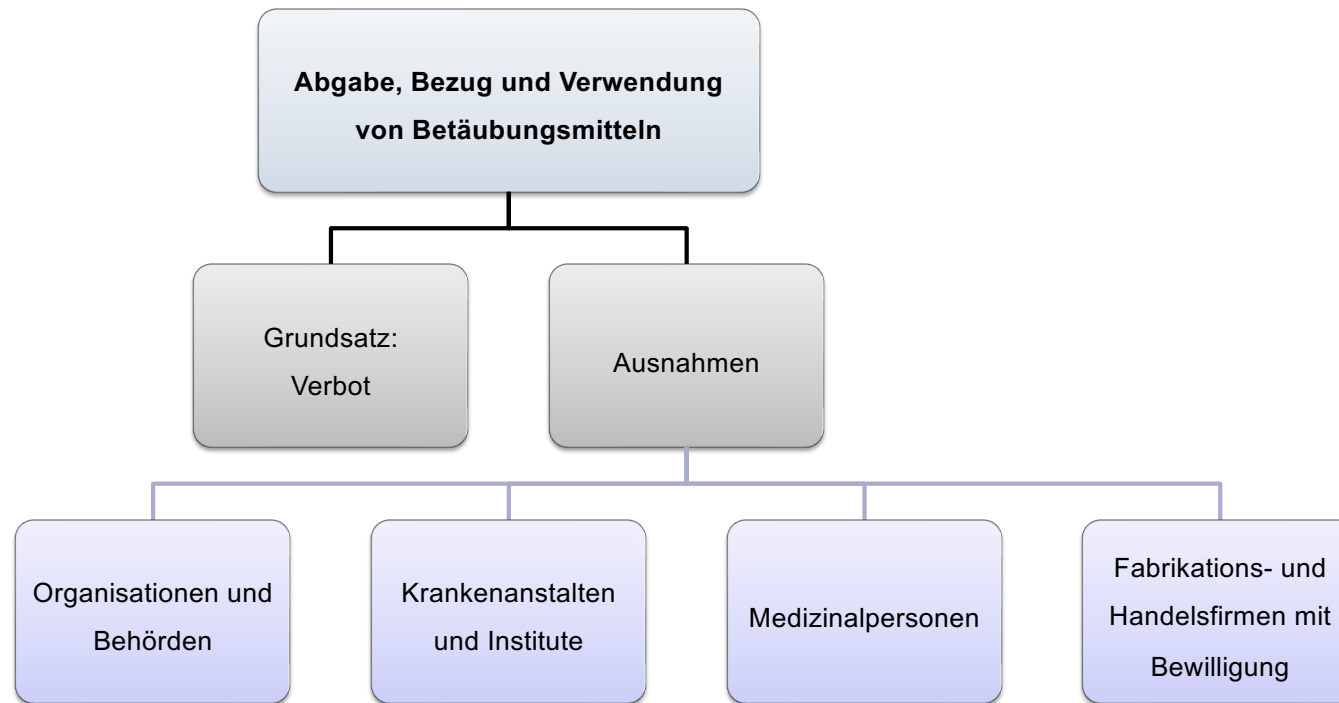 Abgabe, Bezug und Verwendung
von Betäubungsmitteln
Grundsatz:
Verbot
Ausnahmen
Organisationen und
Behörden
Krankenanstalten
und Institute
Medizinalpersonen
Fabrikations- und
Handelsfirmen mit
Bewilligung